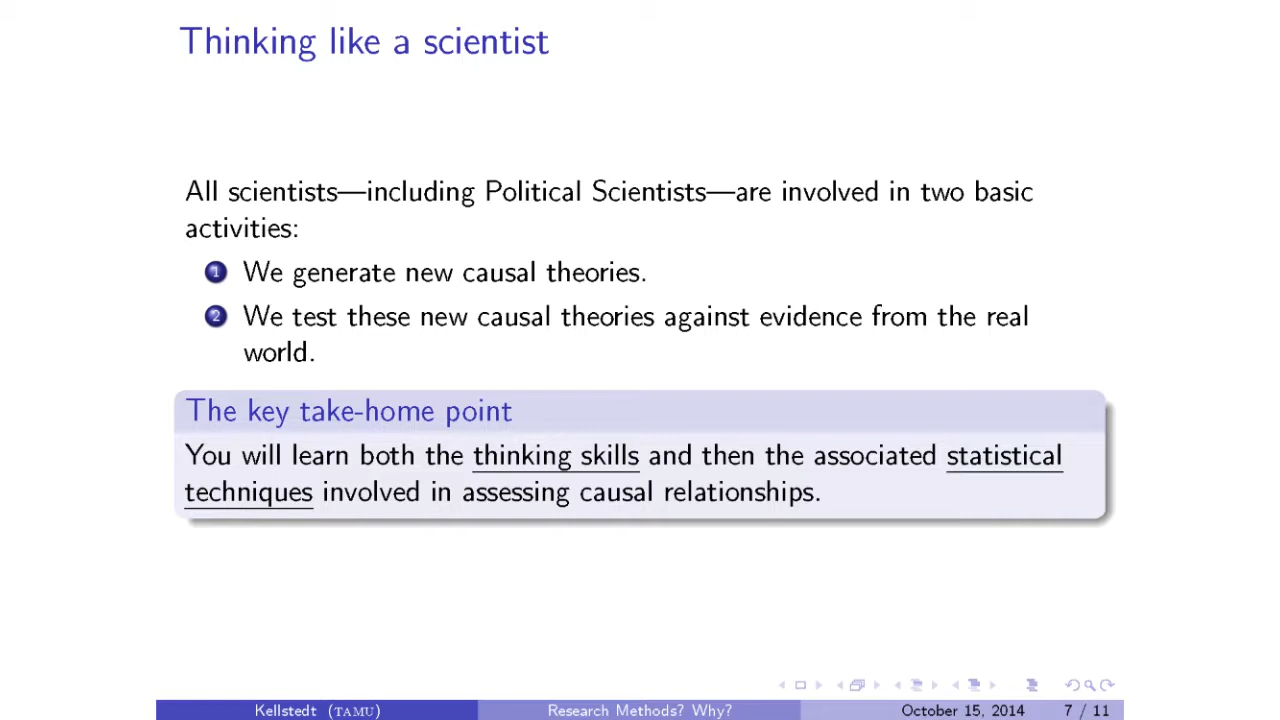 Thinking like a scientist
All scientists—including Political Scientists—are involved in two basic
activities:
1 We generate new causal theories.
2 We test these new causal theories against evidence from the real
world.
The key take-home point
You will learn both the thinking skills and then the associated statistical
techniques involved in assessing causal relationships.
Kellstedt (TAMU) Research Methods? Why? October 15, 2014 7 / 11